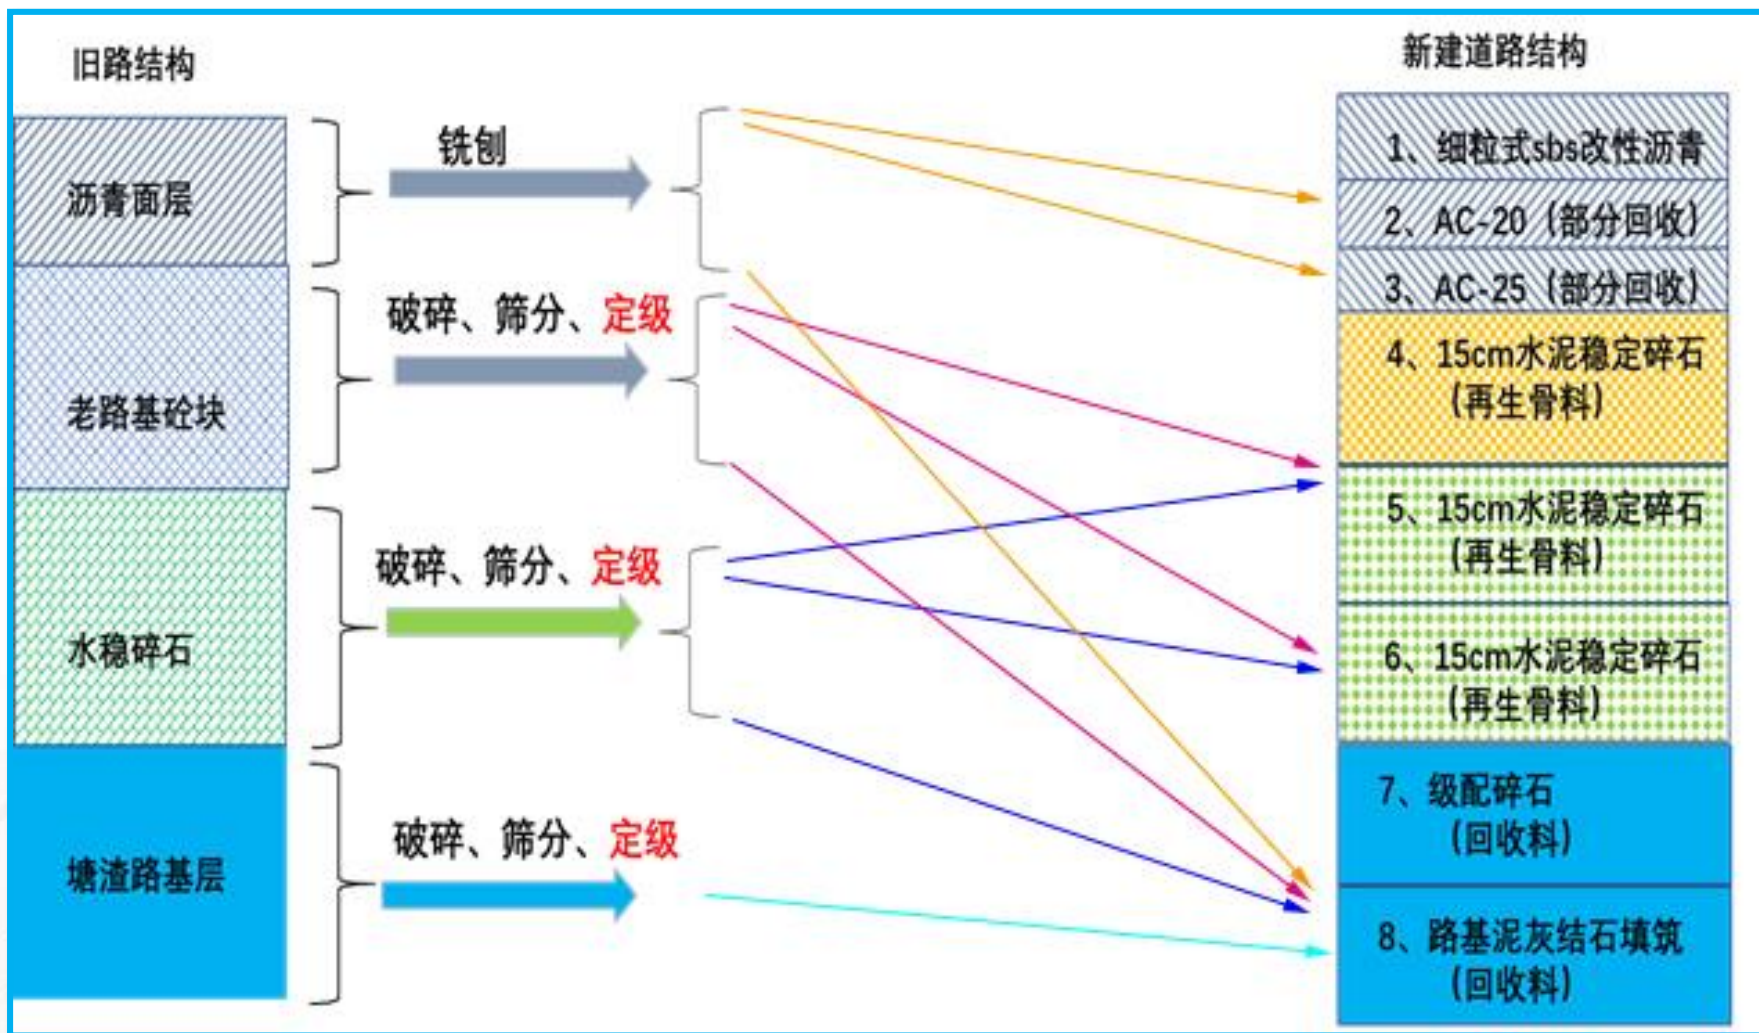 旧路结构
沥青面层
老路基砼块
水稳碎石
塘渣路基层
铣刨
破碎、筛分、定级
破碎、筛分、定级
破碎、筛分、定级
新建道路结构
1、细粒式sbs改性沥青
2、AC-20（部分回收）
3、AC-25（部分回收）
4、15cm水泥稳定碎石
（再生骨料）
5、15cm水泥稳定碎石
（再生骨料）
6、15cm水泥稳定碎石
（再生骨料）
7、级配碎石
（回收料）
8、路基泥灰结石填筑
（回收料）